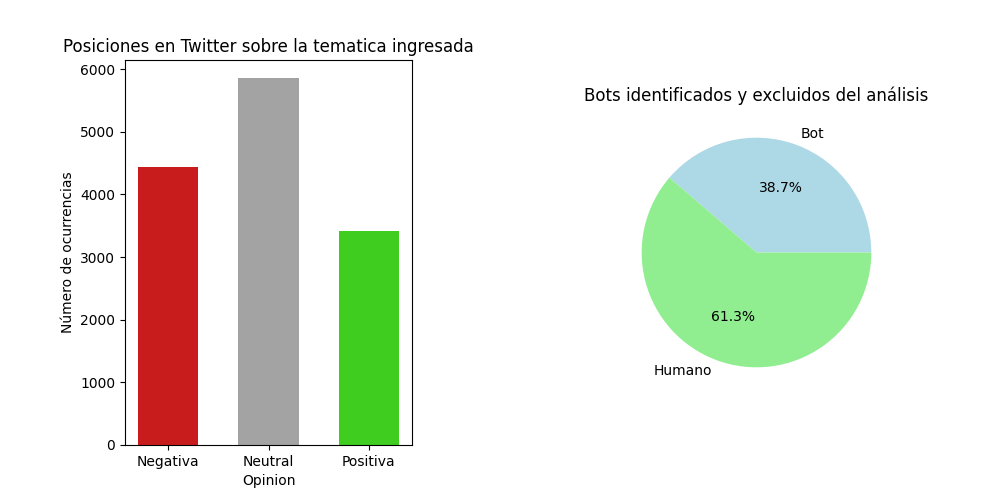 Posiciones en Twitter sobre la tematica ingresada
Número de ocurrencias
6000
5000
4000
3000
2000
1000
0
Negativa
Neutral
Positiva
Opinion
Bots identificados y excluidos del análisis
Bot
38.7%
61.3%
Humano